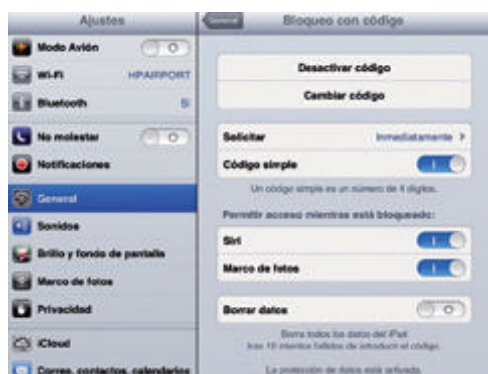 Ajustes
Modo Avión
Wi-Fi HPAIRPORT
Bluetooth Sí
No molestar
Notificaciones
General
Sonidos
Brillo y fondo de pantalla
Marco de fotos
Privacidad
iCloud
Correo, contactos, calendarios
General
Bloqueo con código
Desactivar código
Cambiar código
Solicitar Inmediatamente
Código simple
Un código simple es un número de 4 dígitos.
Permitir acceso mientras está bloqueado:
Siri
Marco de fotos
Borrar datos
Borra todos los datos del iPad
tras 10 intentos fallidos de introducir el código.
La protección de datos está activada.